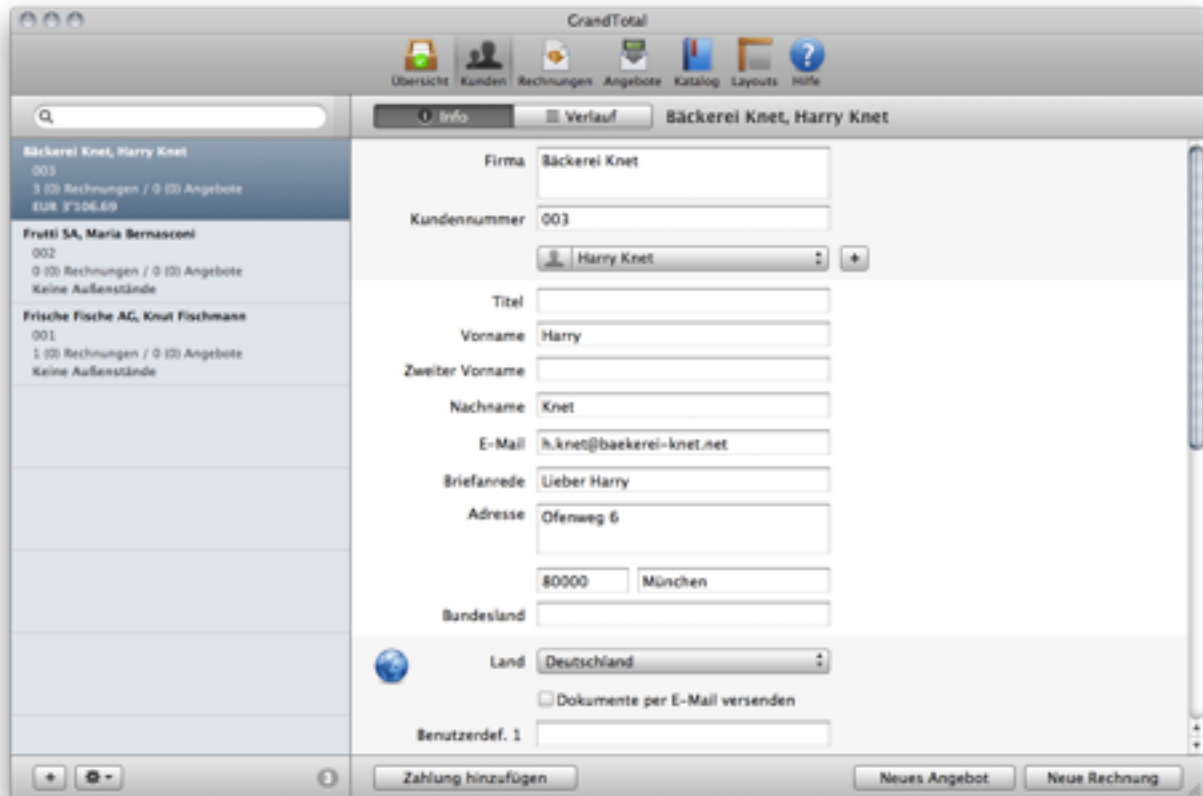 GrandTotal
Übersicht Kunden Rechnungen Angebote Katalog Layouts Hilfe
Info Verlauf Bäckerei Knet, Harry Knet
Bäckerei Knet, Harry Knet
003
3 (0) Rechnungen / 0 (0) Angebote
EUR 3'106.69
Frutti SA, Maria Bernasconi
002
0 (0) Rechnungen / 0 (0) Angebote
Keine Außenstände
Frische Fische AG, Knut Fischmann
001
1 (0) Rechnungen / 0 (0) Angebote
Keine Außenstände
Firma Bäckerei Knet
Kundennummer 003
Harry Knet
Titel
Vorname Harry
Zweiter Vorname
Nachname Knet
E-Mail h.knet@baekerei-knet.net
Briefanrede Lieber Harry
Adresse Ofenweg 6
80000 München
Bundesland
Land Deutschland
Dokumente per E-Mail versenden
Benutzerdef. 1
3
Zahlung hinzufügen Neues Angebot Neue Rechnung